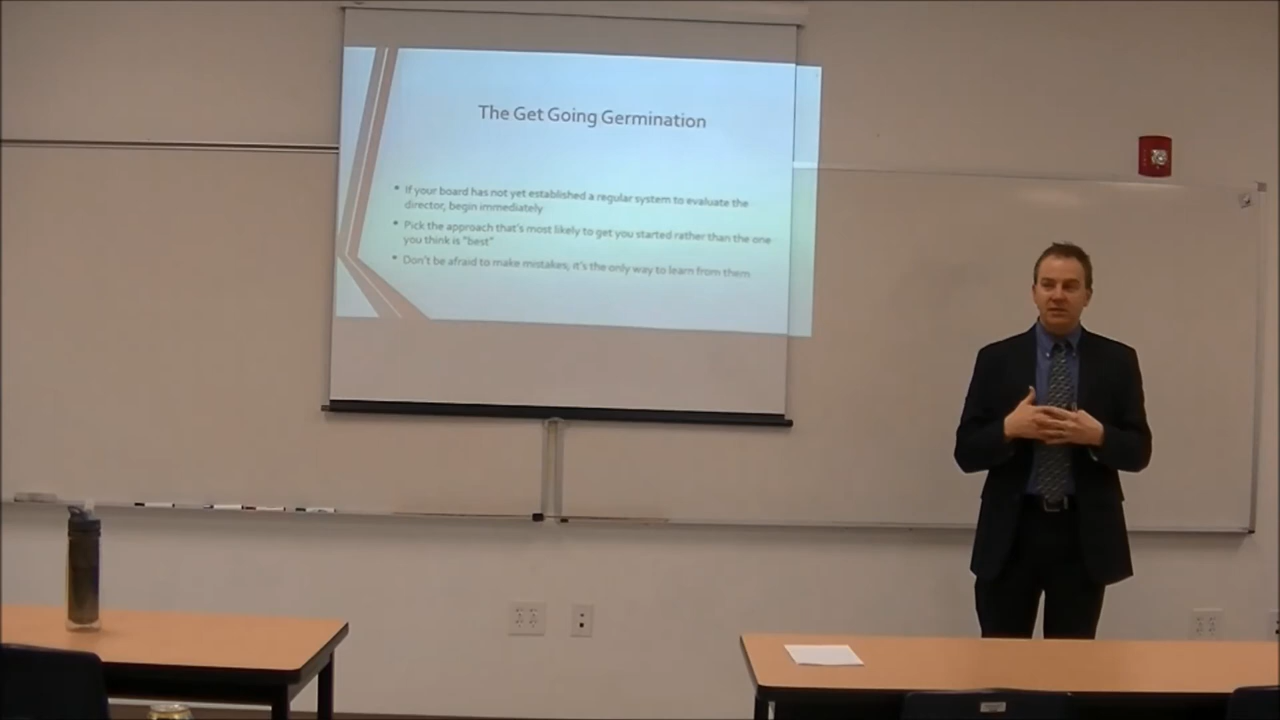 The Get Going Germination
• If your board has not yet established a regular system to evaluate the
director, begin immediately
• Pick the approach that's most likely to get you started rather than the one
you think is "best"
• Don't be afraid to make mistakes; it's the only way to learn from them